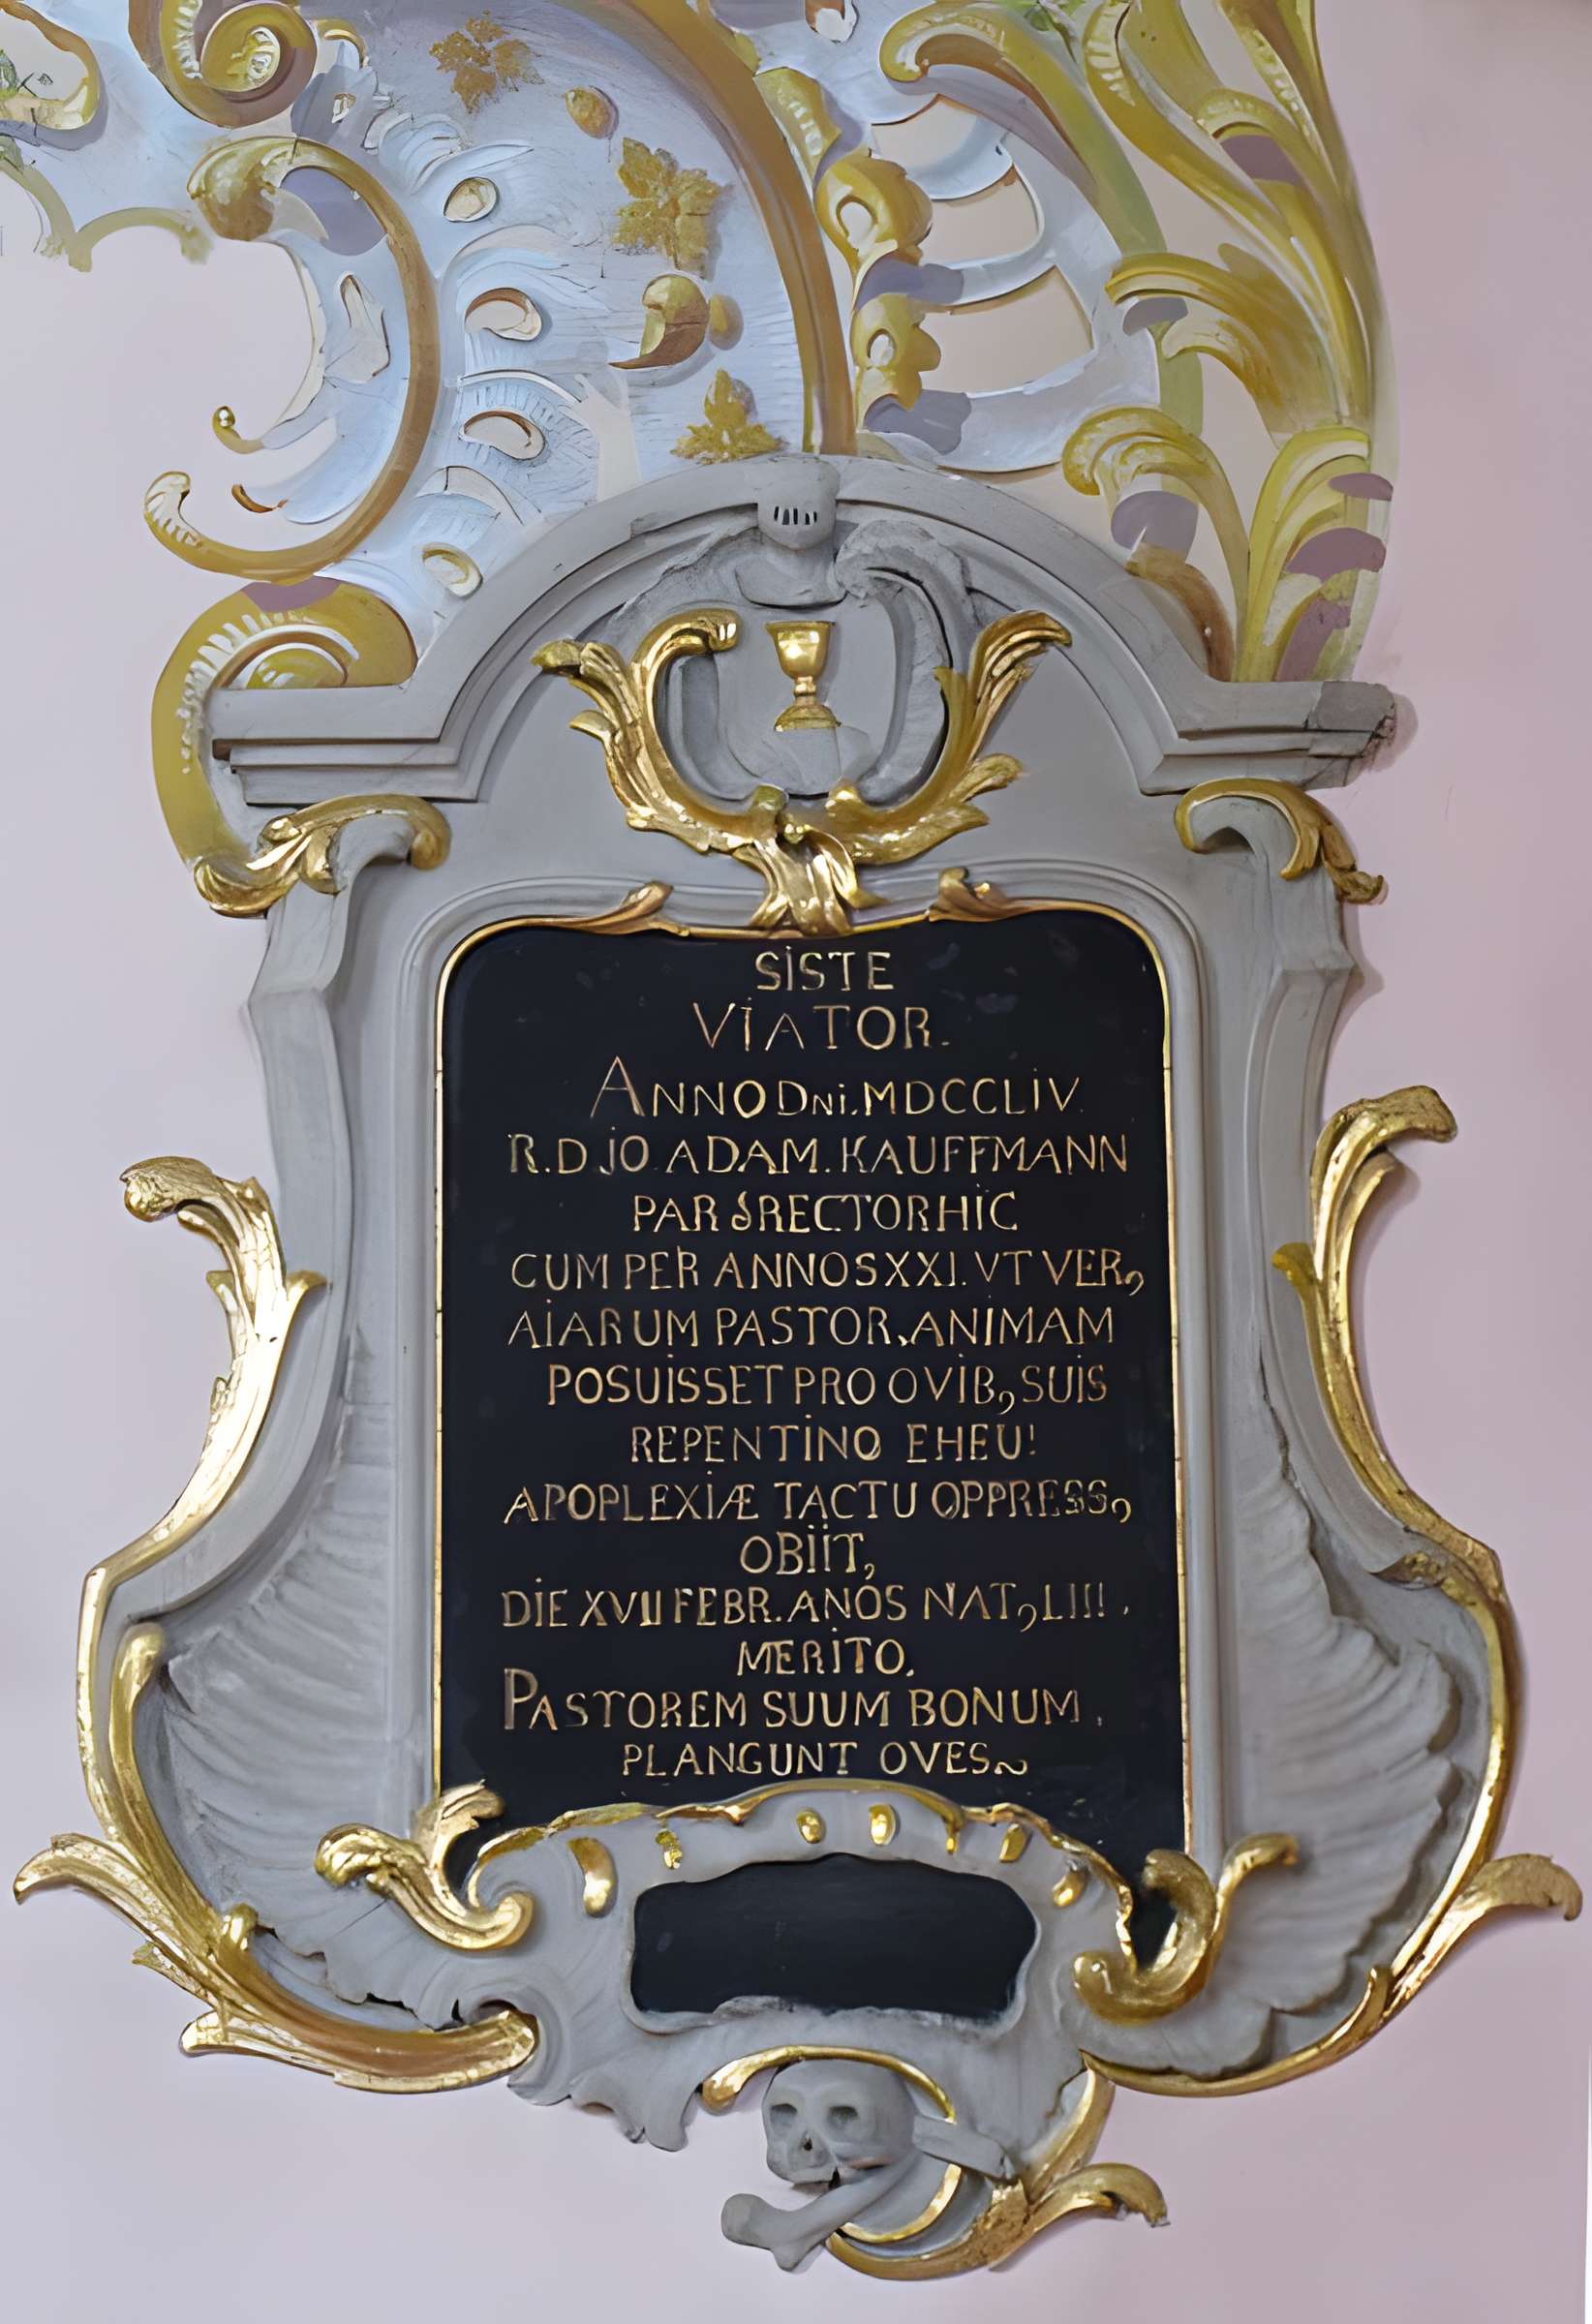 SISTE
VIATOR.
ANNO Dni. MDCCLIV.
R.D JO. ADAM. KAUFFMANN
PAR & RECTOR HIC
CUM PER ANNOS XXI. VT VER,
AIARUM PASTOR, ANIMAM
POSUISSET PRO OVIB, SUIS
REPENTINO EHEU!
APOPLEXIÆ TACTU OPPRESS,
OBIIT,
DIE XVII FEBR. ANOS NAT, LIII.
MERITO.
PASTOREM SUUM BONUM,
PLANGUNT OVES~